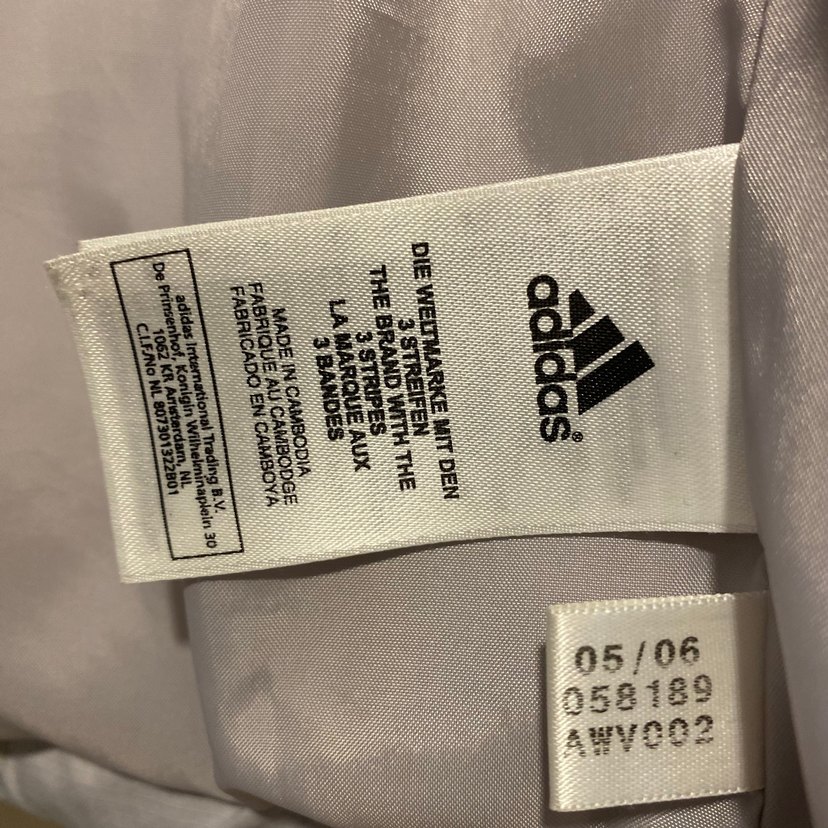 adidas®
DIE WELTMARKE MIT DEN
3 STREIFEN
THE BRAND WITH THE
3 STRIPES
LA MARQUE AUX
3 BANDES
MADE IN CAMBODIA
FABRIQUE AU CAMBODGE
FABRICADO EN CAMBOYA
adidas International Trading B.V.
De Prinsenhof, Konigin Wilhelminaplein 30
1062 KR Amsterdam, NL
C.I.F/No NL 807301322B01
05/06
058189
AWV002